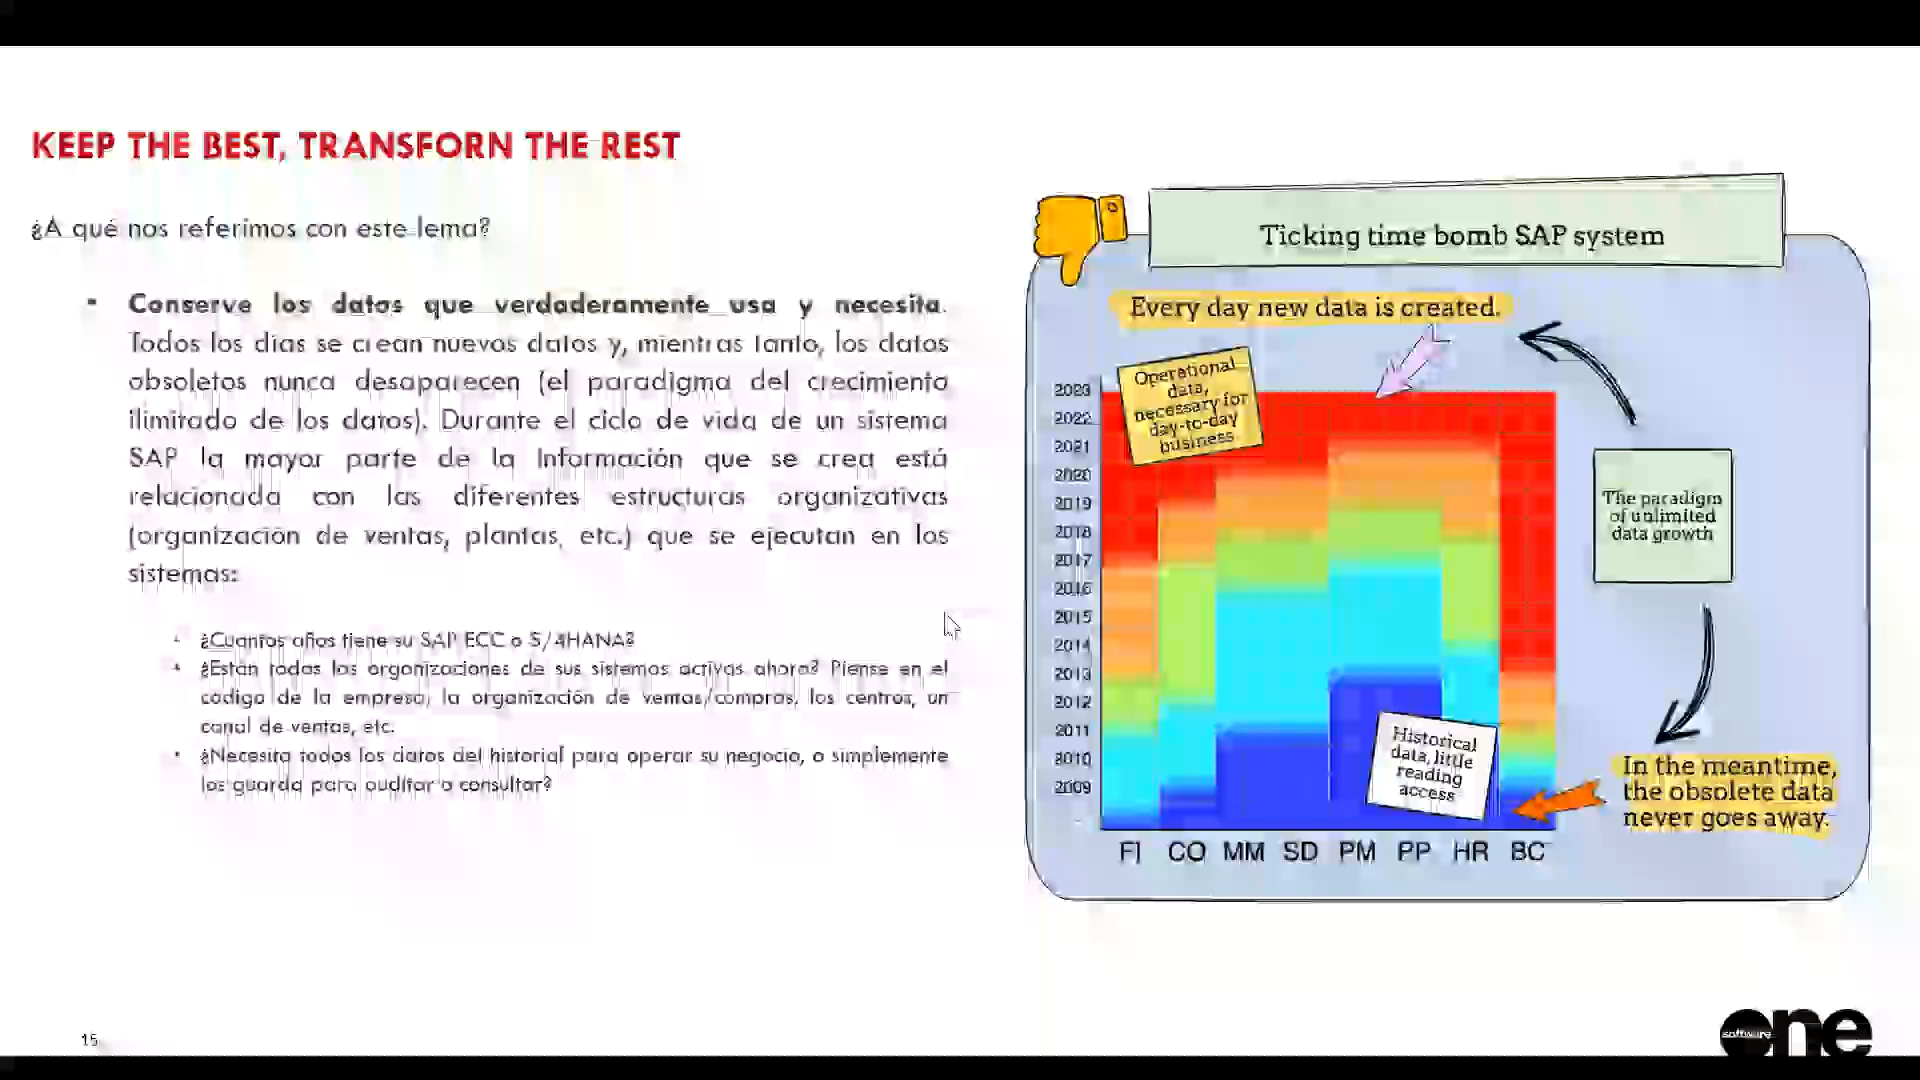 KEEP THE BEST, TRANSFORN THE REST
¿A qué nos referimos con este lema?
Conserve los datos que verdaderamente usa y necesita.
Todos los días se crean nuevos datos y, mientras tanto, los datos
obsoletos nunca desaparecen (el paradigma del crecimiento
ilimitado de los datos). Durante el ciclo de vida de un sistema
SAP la mayor parte de la Información que se crea está
relacionada con las diferentes estructuras organizativas
(organización de ventas, plantas, etc.) que se ejecutan en los
sistemas:
¿Cuantos años tiene su SAP ECC o S/4HANA?
¿Están todas las organizaciones de sus sistemas activas ahora? Piense en el
código de la empresa, la organización de ventas/compras, los centros, un
canal de ventas, etc.
¿Necesita todos los datos del historial para operar su negocio, o simplemente
los guarda para auditar o consultar?
15
Ticking time bomb SAP system
Every day new data is created.
Operational
data,
necessary for
day-to-day
business
2023
2022
2021
2020
2019
2018
2017
2016
2015
2014
2013
2012
2011
2010
2009
The paradigm
of unlimited
data growth
Historical
data, little
reading
access
In the meantime,
the obsolete data
never goes away.
FI CO MM SD PM PP HR BC
software
one